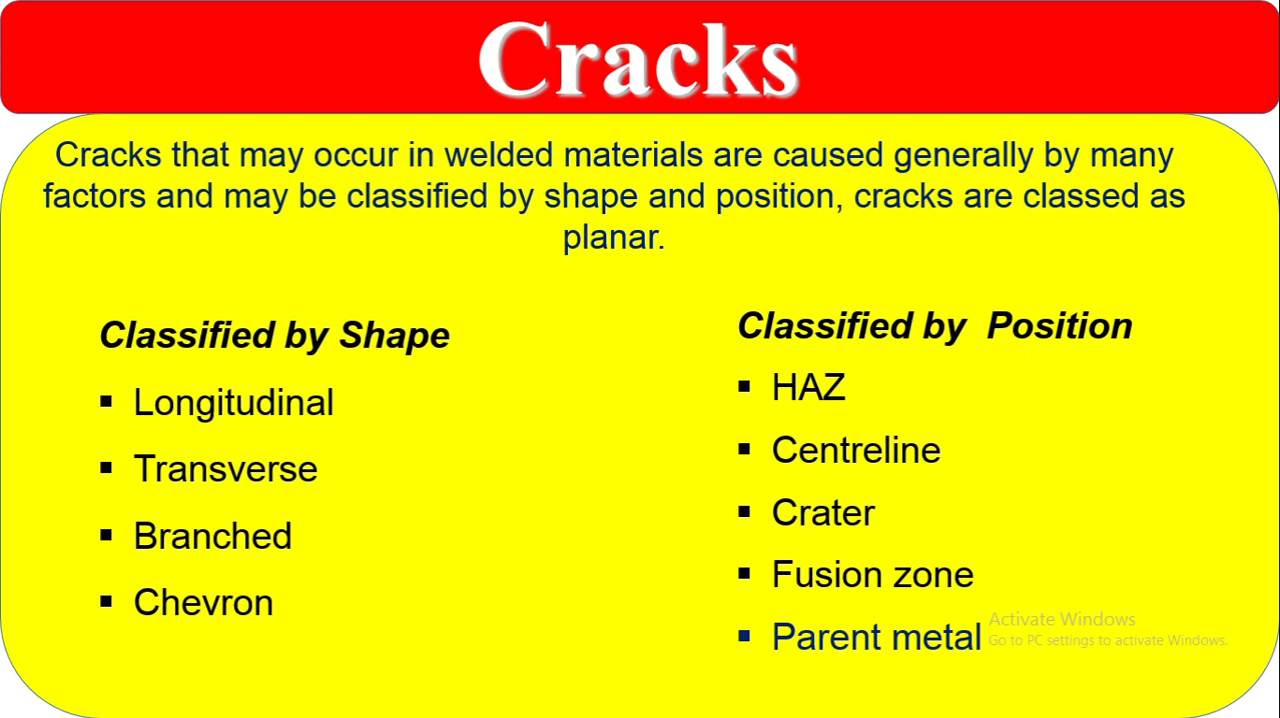 Cracks
Cracks that may occur in welded materials are caused generally by many
factors and may be classified by shape and position, cracks are classed as
planar.
Classified by Shape
▪ Longitudinal
▪ Transverse
▪ Branched
▪ Chevron
Classified by  Position
▪ HAZ
▪ Centreline
▪ Crater
▪ Fusion zone
▪ Parent metal
Activate Windows
Go to PC settings to activate Windows.